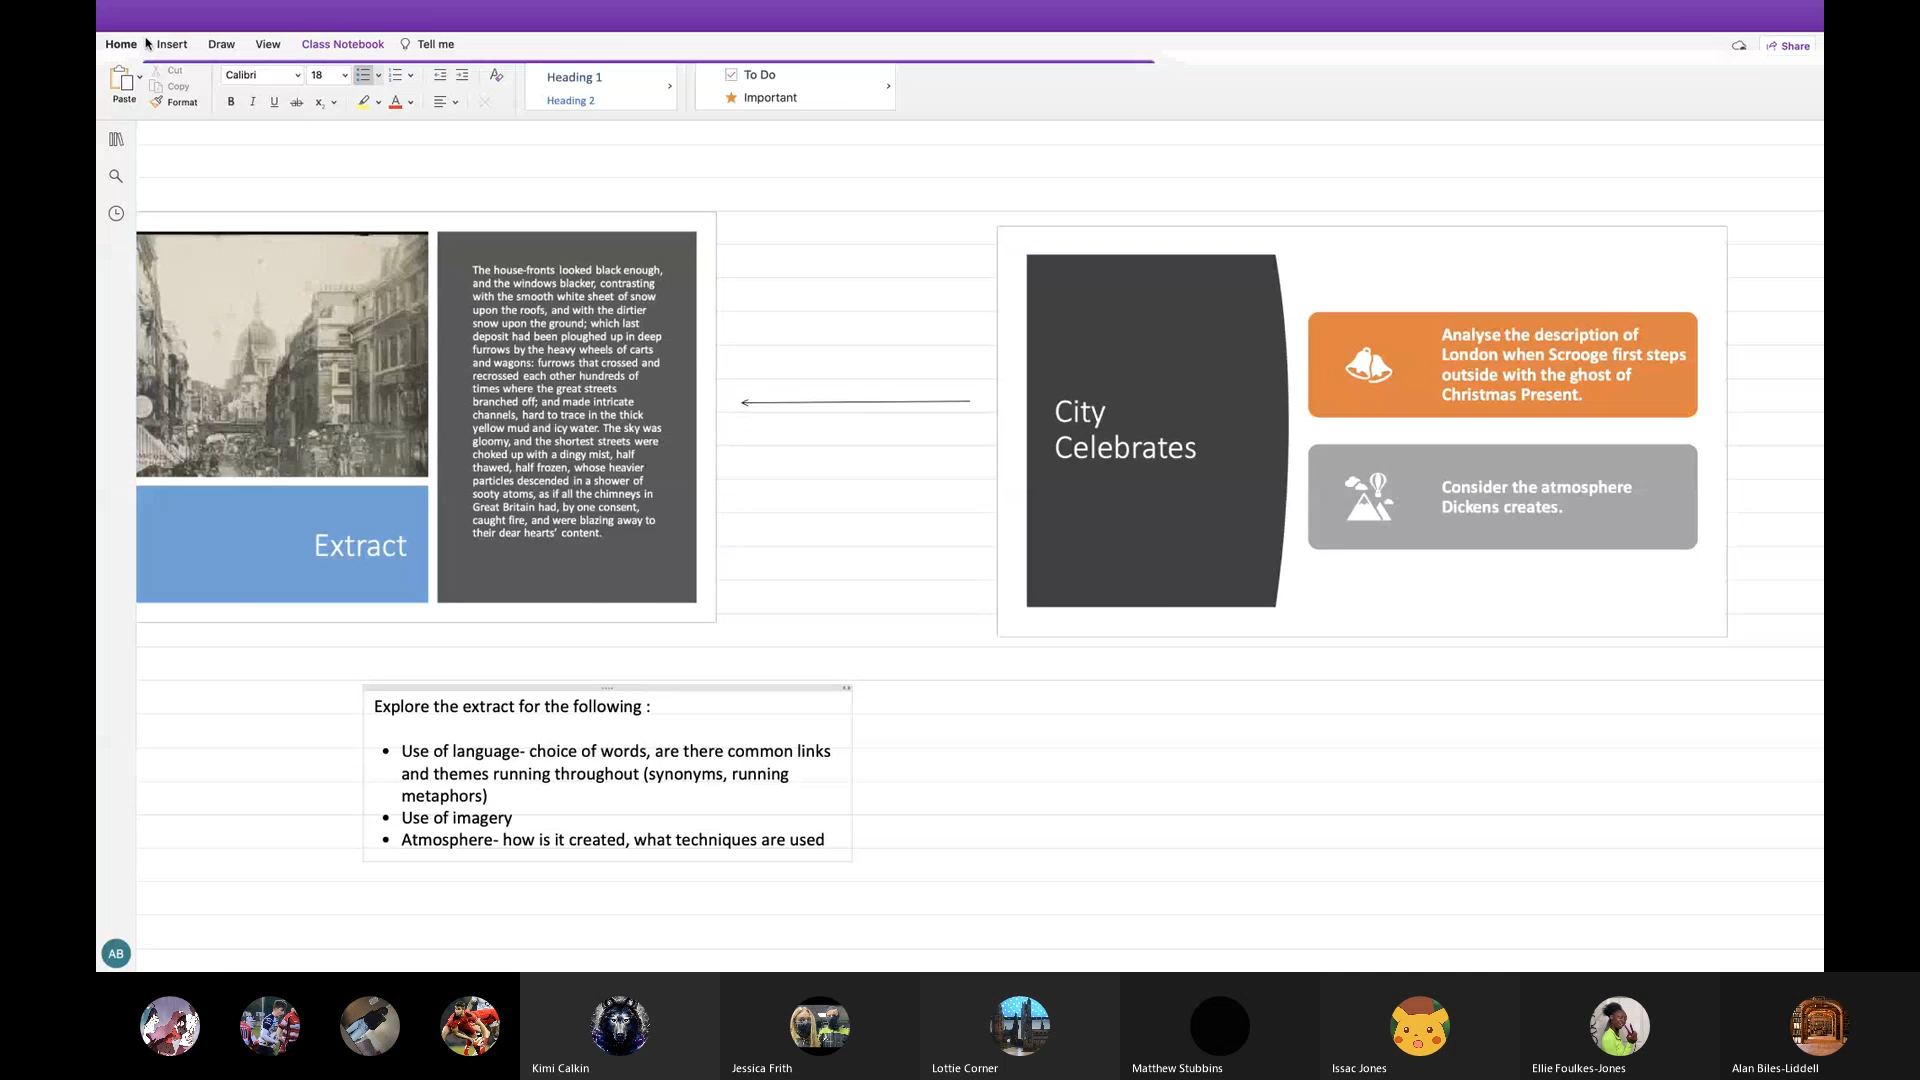 Home Insert Draw View Class Notebook Tell me
Share
Paste
Cut
Copy
Format
Calibri 18
B I U ab x₂ A
Heading 1
Heading 2
To Do
Important
The house-fronts looked black enough,
and the windows blacker, contrasting
with the smooth white sheet of snow
upon the roofs, and with the dirtier
snow upon the ground; which last
deposit had been ploughed up in deep
furrows by the heavy wheels of carts
and wagons: furrows that crossed and
recrossed each other hundreds of
times where the great streets
branched off; and made intricate
channels, hard to trace in the thick
yellow mud and icy water. The sky was
gloomy, and the shortest streets were
choked up with a dingy mist, half
thawed, half frozen, whose heavier
particles descended in a shower of
sooty atoms, as if all the chimneys in
Great Britain had, by one consent,
caught fire, and were blazing away to
their dear hearts' content.
Extract
City
Celebrates
Analyse the description of
London when Scrooge first steps
outside with the ghost of
Christmas Present.
Consider the atmosphere
Dickens creates.
Explore the extract for the following :
• Use of language- choice of words, are there common links
and themes running throughout (synonyms, running
metaphors)
• Use of imagery
• Atmosphere- how is it created, what techniques are used
AB
Kimi Calkin
Jessica Frith
Lottie Corner
Matthew Stubbins
Issac Jones
Ellie Foulkes-Jones
Alan Biles-Liddell